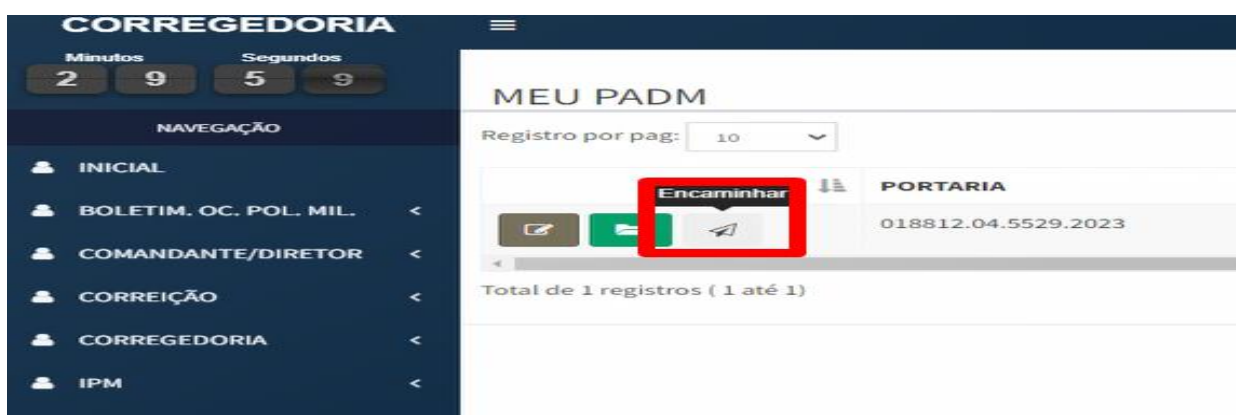 CORREGEDORIA
Minutos Segundos
2 9 5 9
NAVEGAÇÃO
INICIAL
BOLETIM. OC. POL. MIL. <
COMANDANTE/DIRETOR <
CORREIÇÃO <
CORREGEDORIA <
IPM <
MEU PADM
Registro por pag: 10
Encaminhar
PORTARIA
018812.04.5529.2023
Total de 1 registros ( 1 até 1)